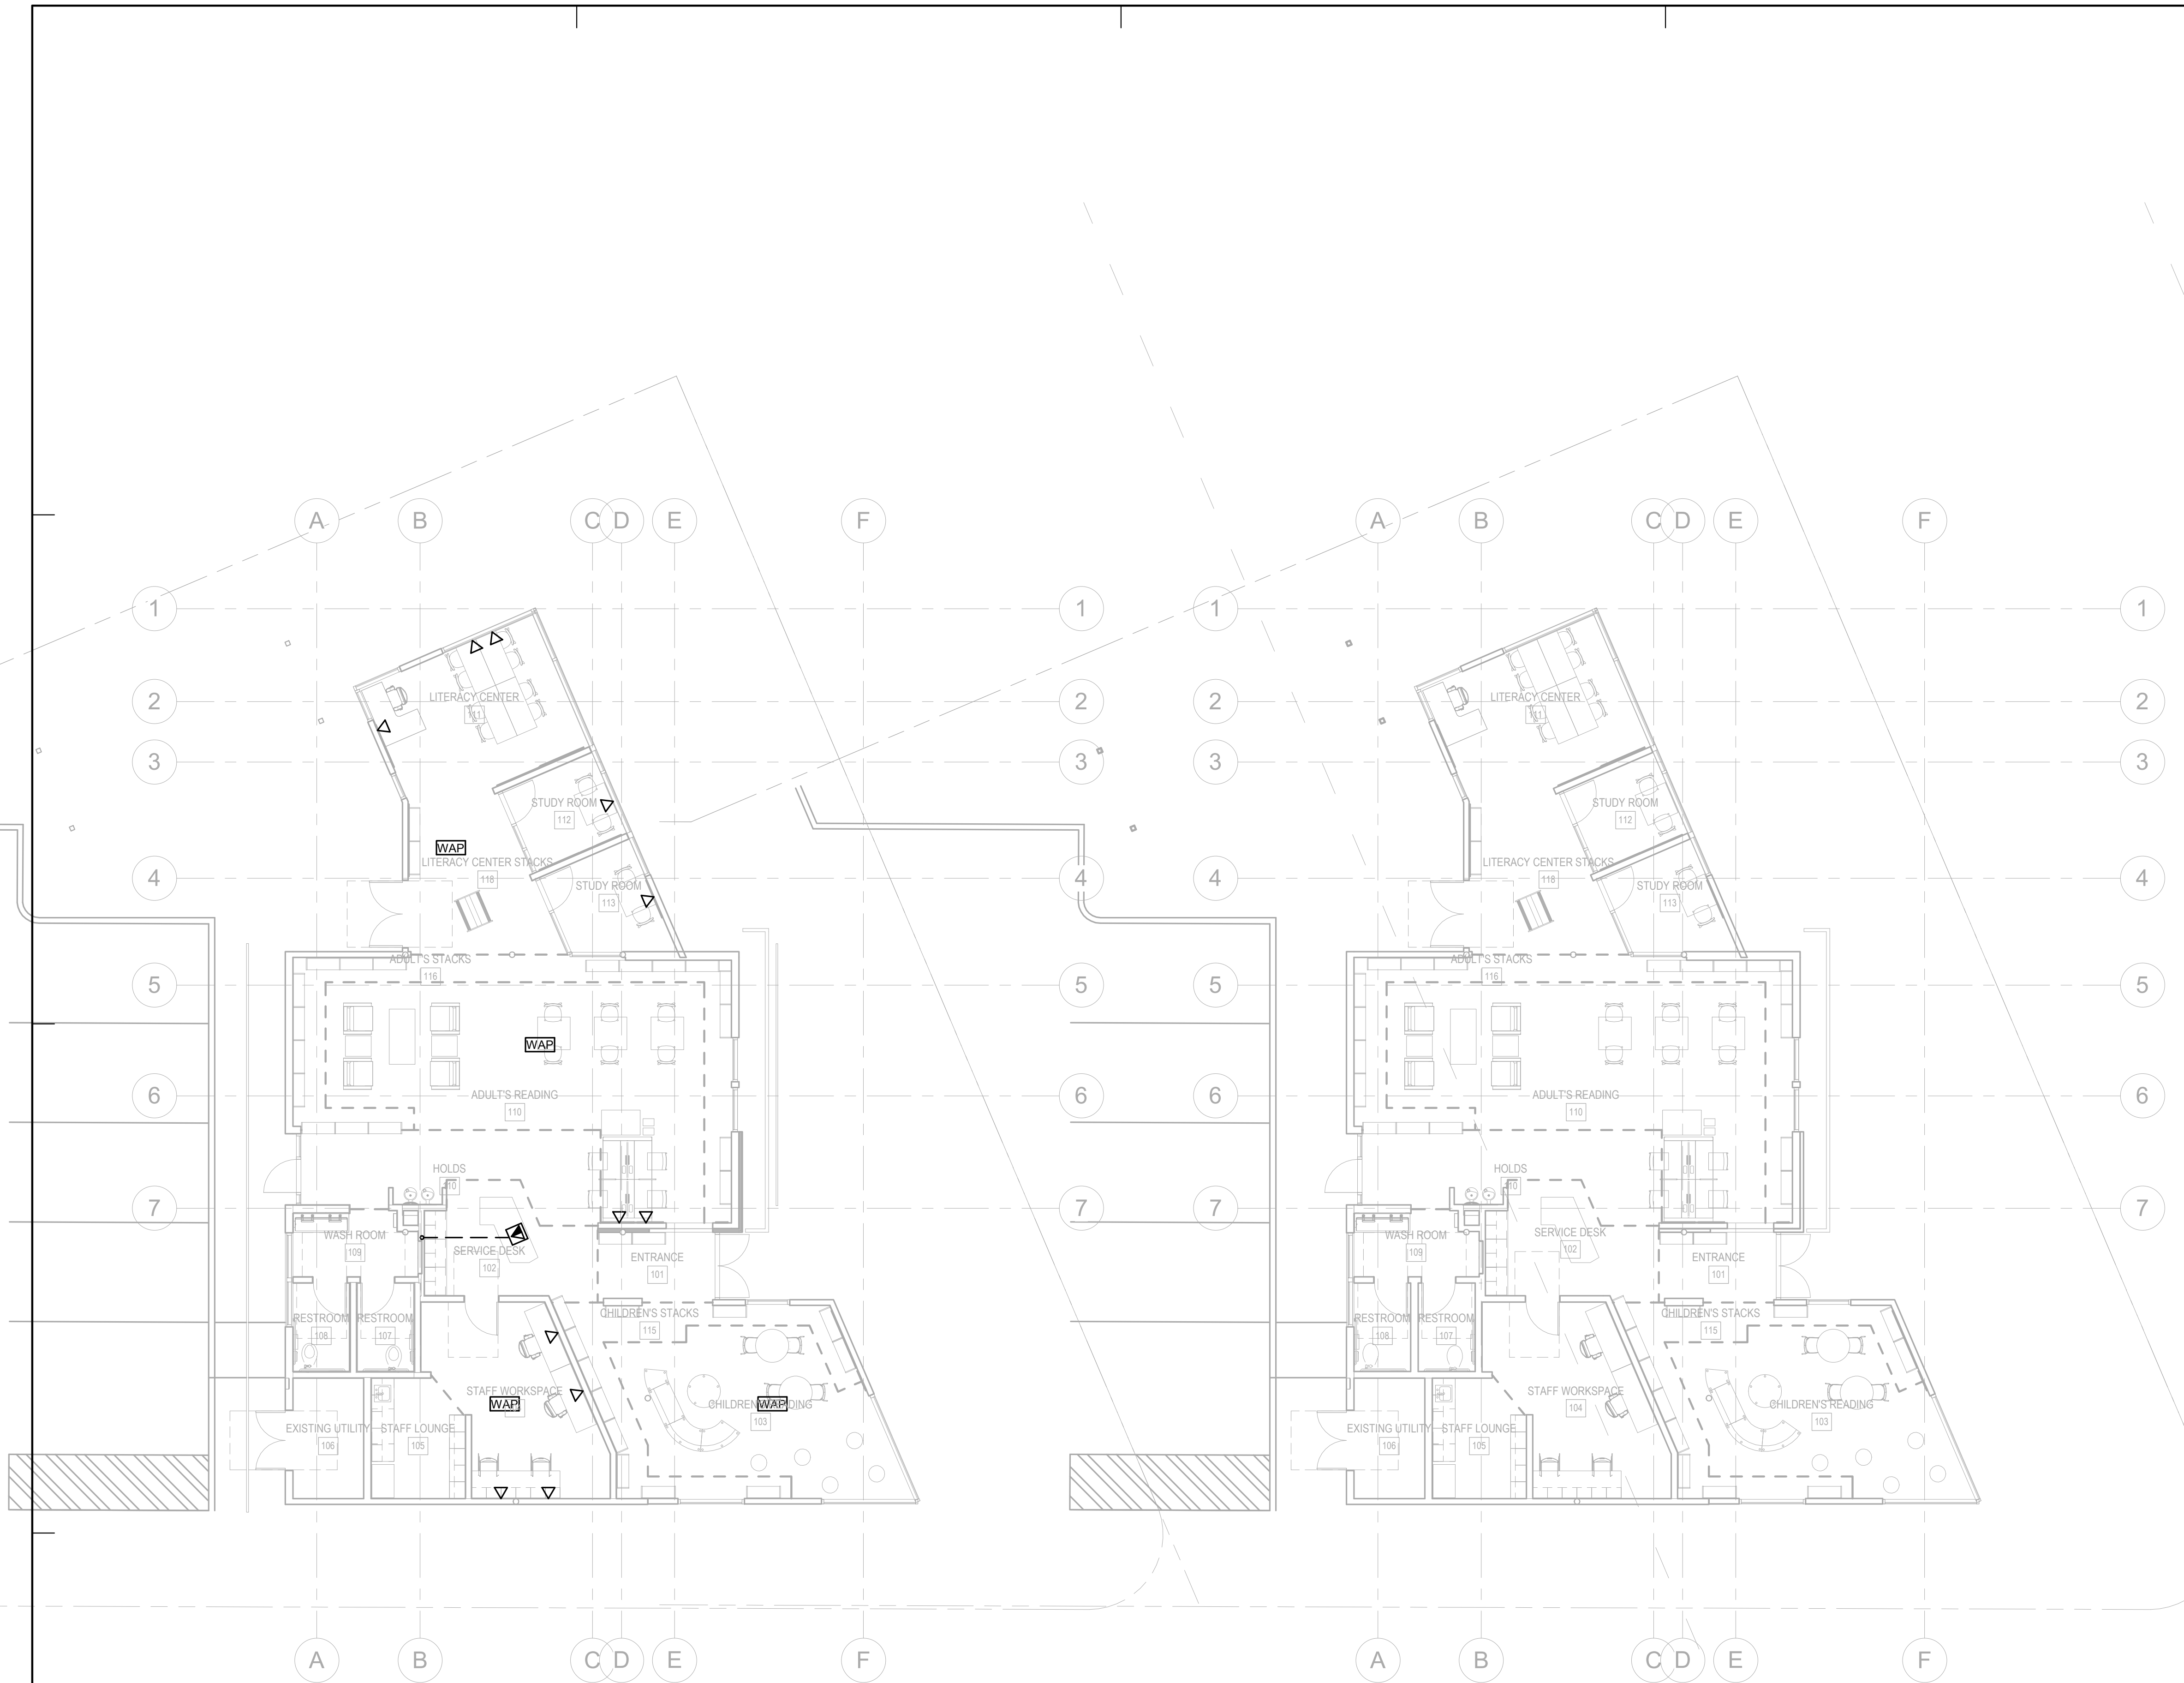 A B C D E F
A B C D E F
1 1 1 1
LITERACY CENTER
111
LITERACY CENTER
111
2 2 2 2
3 3 3 3
STUDY ROOM
112
STUDY ROOM
112
WAP
LITERACY CENTER STACKS
118
LITERACY CENTER STACKS
118
4 4 4 4
STUDY ROOM
113
STUDY ROOM
113
ADULT'S STACKS
116
ADULT'S STACKS
116
5 5 5 5
WAP
ADULT'S READING
110
ADULT'S READING
110
6 6 6 6
HOLDS
110
HOLDS
110
7 7 7 7
WASH ROOM
109
WASH ROOM
109
SERVICE DESK
102
SERVICE DESK
102
ENTRANCE
101
ENTRANCE
101
RESTROOM
108
RESTROOM
107
RESTROOM
108
RESTROOM
107
CHILDREN'S STACKS
115
CHILDREN'S STACKS
115
STAFF WORKSPACE
WAP
STAFF WORKSPACE
104
CHILDREN'S READING
WAP
103
CHILDREN'S READING
103
EXISTING UTILITY
106
STAFF LOUNGE
105
EXISTING UTILITY
106
STAFF LOUNGE
105
A B C D E F
A B C D E F